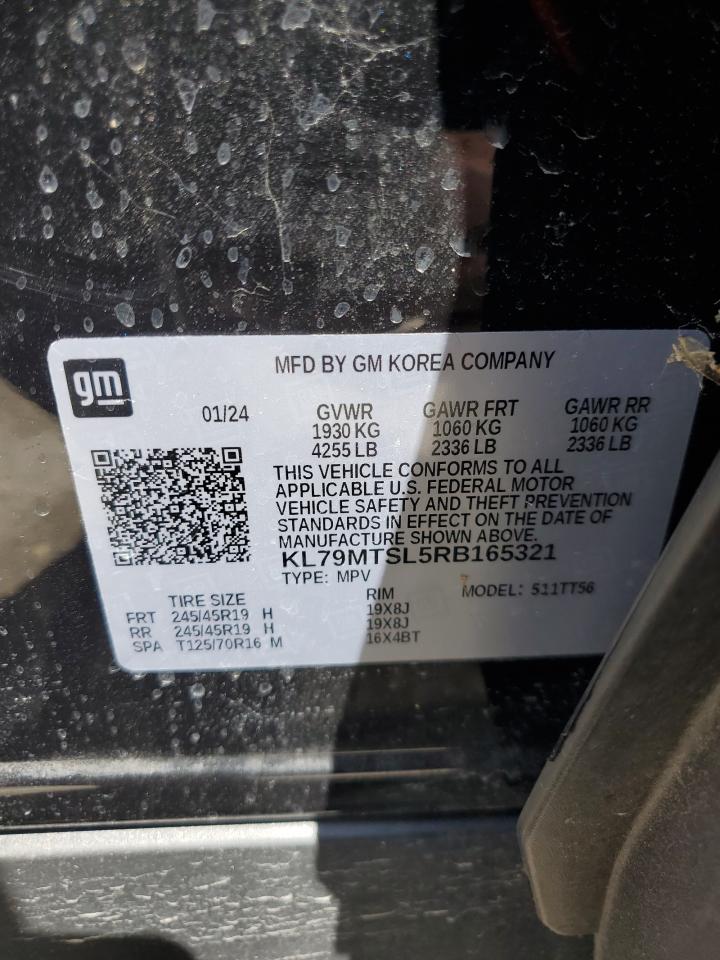 gm
MFD BY GM KOREA COMPANY
01/24
GVWR GAWR FRT GAWR RR
1930 KG 1060 KG 1060 KG
4255 LB 2336 LB 2336 LB
THIS VEHICLE CONFORMS TO ALL
APPLICABLE U.S. FEDERAL MOTOR
VEHICLE SAFETY AND THEFT PREVENTION
STANDARDS IN EFFECT ON THE DATE OF
MANUFACTURE SHOWN ABOVE.
KL79MTSL5RB165321
TYPE: MPV MODEL: 511TT56
TIRE SIZE RIM
FRT 245/45R19 H 19X8J
RR 245/45R19 H 19X8J
SPA T125/70R16 M 16X4BT